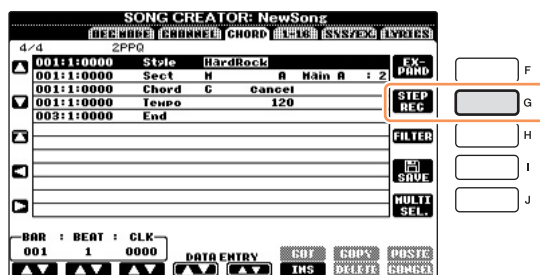 SONG CREATOR: NewSong
REC MODE CHANNEL CHORD 1-16 SYS/EX. LYRICS
4/4 2PPQ
001:1:0000 Style HardRock
001:1:0000 Sect M A Main A : 2
001:1:0000 Chord C Cancel
001:1:0000 Tempo 120
003:1:0000 End
EX-
PAND
STEP
REC
FILTER
SAVE
MULTI
SEL.
F
G
H
I
J
BAR : BEAT : CLK
001 1 0000
DATA ENTRY
CUT COPY PASTE
INS DELETE CANCEL